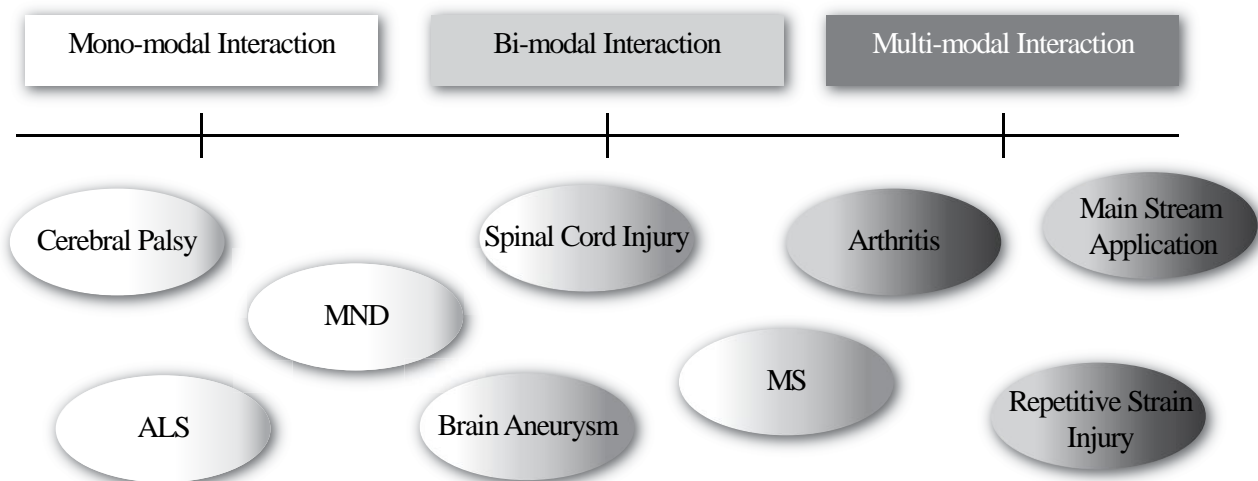 Mono-modal Interaction
Bi-modal Interaction
Multi-modal Interaction
Cerebral Palsy
Spinal Cord Injury
Arthritis
Main Stream
Application
MND
MS
ALS
Brain Aneurysm
Repetitive Strain
Injury